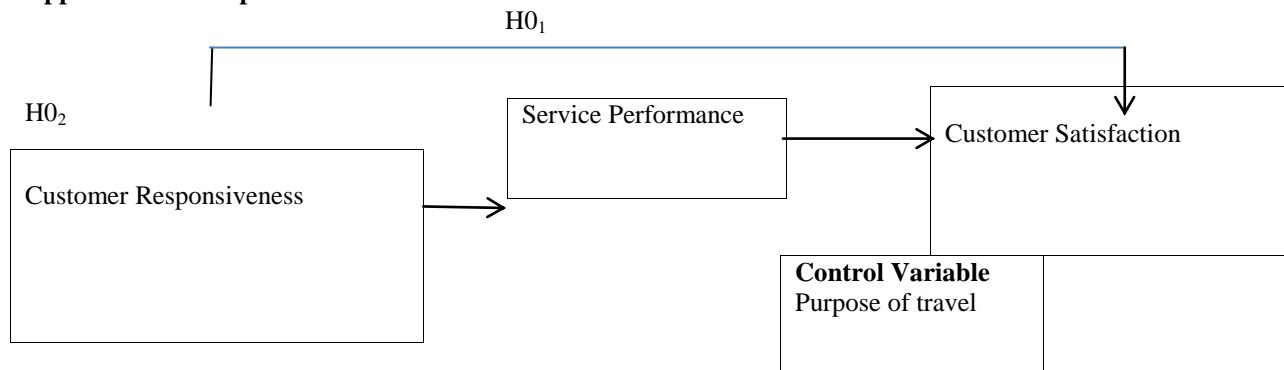 H0₁
H0₂
Service Performance
Customer Satisfaction
Customer Responsiveness
Control Variable
Purpose of travel